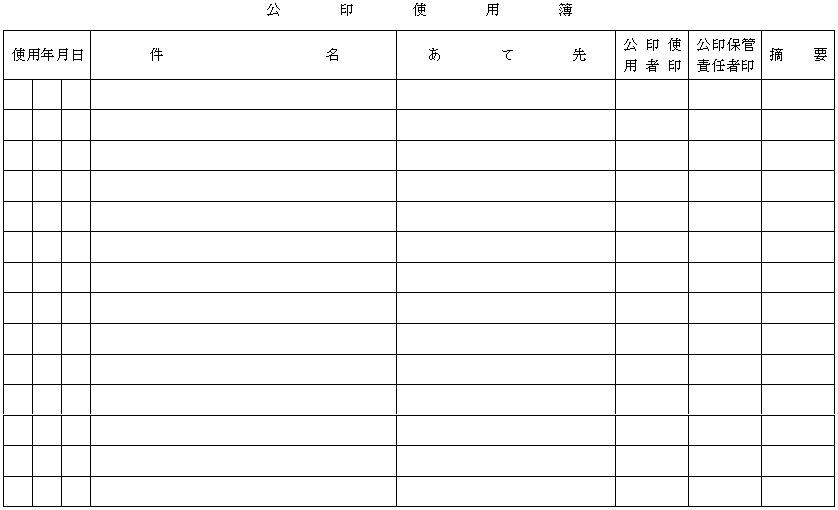 公印使用簿
使用年月日
件名
あて先
公印使
用者印
公印保管
責任者印
摘要